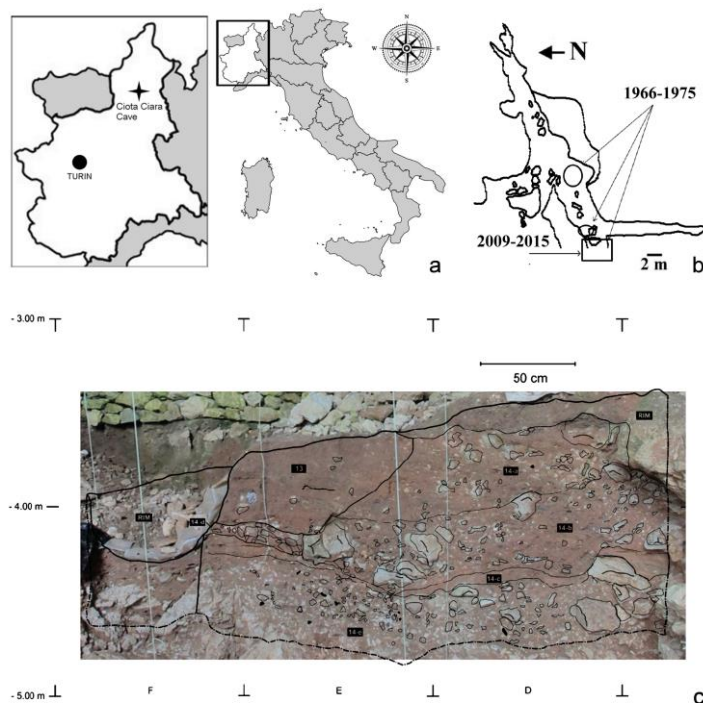 Ciota Ciara
Cave
TURIN
N
W
E
S
a
N
1966-1975
2009-2015
2 m
b
- 3.00 m
50 cm
RIM
13
14-a
- 4.00 m
RIM
14-a
14-b
14-c
14-e
- 5.00 m
F
E
D
c